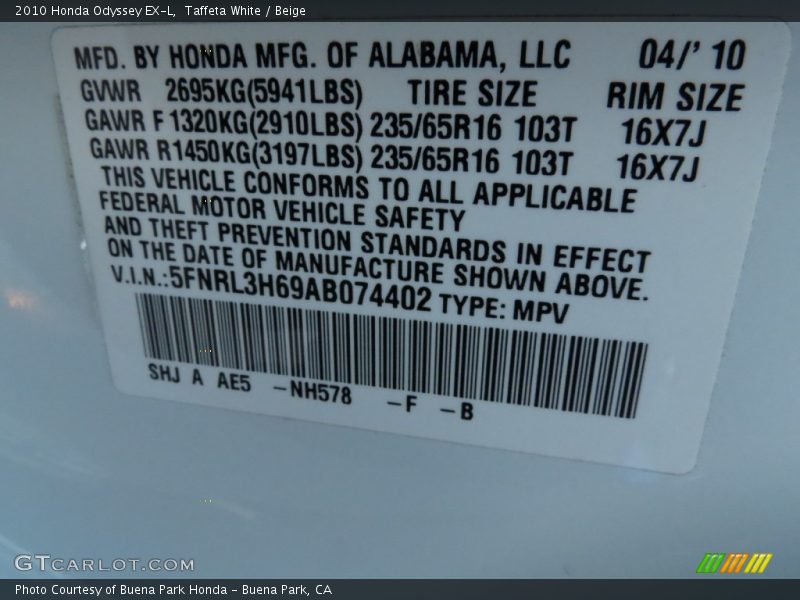 2010 Honda Odyssey EX-L, Taffeta White / Beige
MFD. BY HONDA MFG. OF ALABAMA, LLC 04/' 10
GVWR 2695KG(5941LBS) TIRE SIZE RIM SIZE
GAWR F 1320KG(2910LBS) 235/65R16 103T 16X7J
GAWR R1450KG(3197LBS) 235/65R16 103T 16X7J
THIS VEHICLE CONFORMS TO ALL APPLICABLE
FEDERAL MOTOR VEHICLE SAFETY
AND THEFT PREVENTION STANDARDS IN EFFECT
ON THE DATE OF MANUFACTURE SHOWN ABOVE.
V.I.N.:5FNRL3H69AB074402 TYPE: MPV
SHJ A AE5 -NH578 -F -B
GTCARLOT.COM
Photo Courtesy of Buena Park Honda - Buena Park, CA